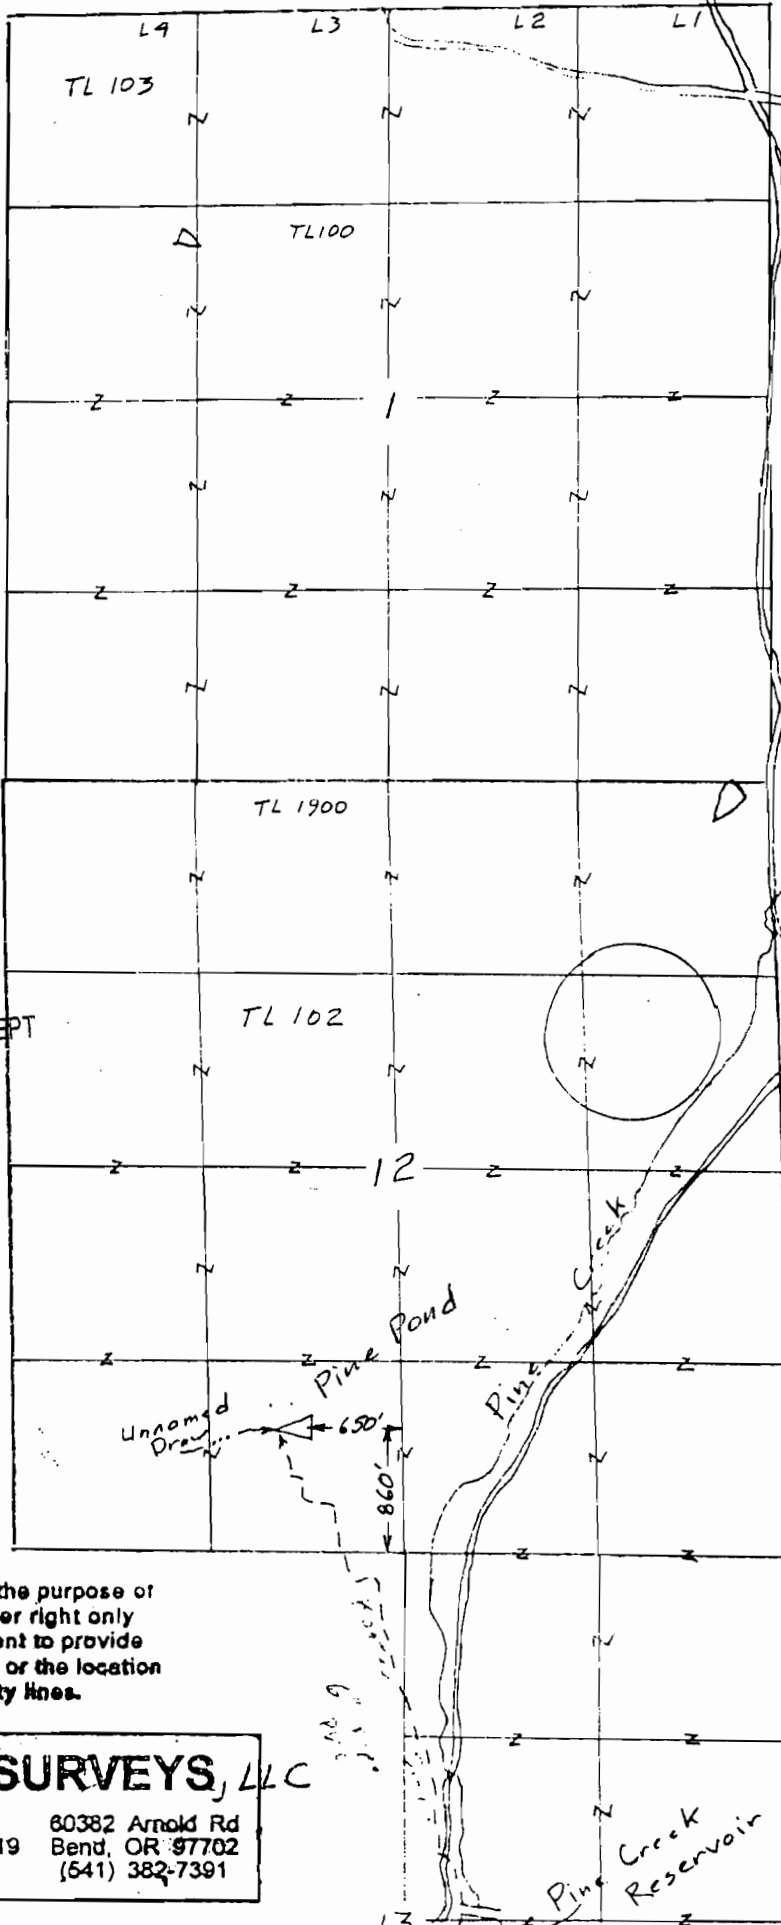 L4 L3 L2 L1
TL 103
TL100
1
TL 1900
EPT
TL 102
12
Pine Creek
Pine Pond
Unnamed
Draw
650'
860'
the purpose of
er right only
ent to provide
or the location
ty lines.
SURVEYS, LLC
60382 Arnold Rd
19 Bend, OR 97702
(541) 382-7391
Pine Creek
Reservoir
13